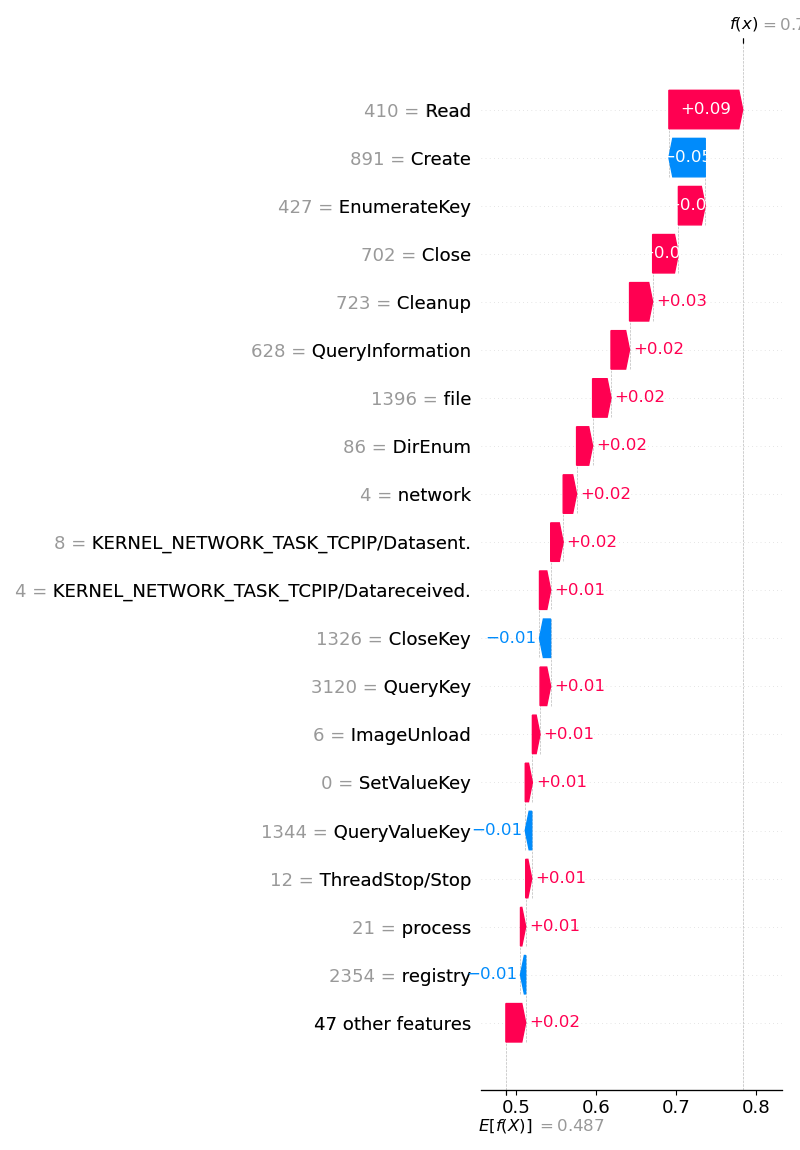 f(x) = 0.7
410 = Read +0.09
891 = Create −0.05
427 = EnumerateKey
702 = Close
723 = Cleanup +0.03
628 = QueryInformation +0.02
1396 = file +0.02
86 = DirEnum +0.02
4 = network +0.02
8 = KERNEL_NETWORK_TASK_TCPIP/Datasent. +0.02
4 = KERNEL_NETWORK_TASK_TCPIP/Datareceived. +0.01
1326 = CloseKey −0.01
3120 = QueryKey +0.01
6 = ImageUnload +0.01
0 = SetValueKey +0.01
1344 = QueryValueKey −0.01
12 = ThreadStop/Stop +0.01
21 = process +0.01
2354 = registry −0.01
47 other features +0.02
0.5 0.6 0.7 0.8
E[f(X)] = 0.487